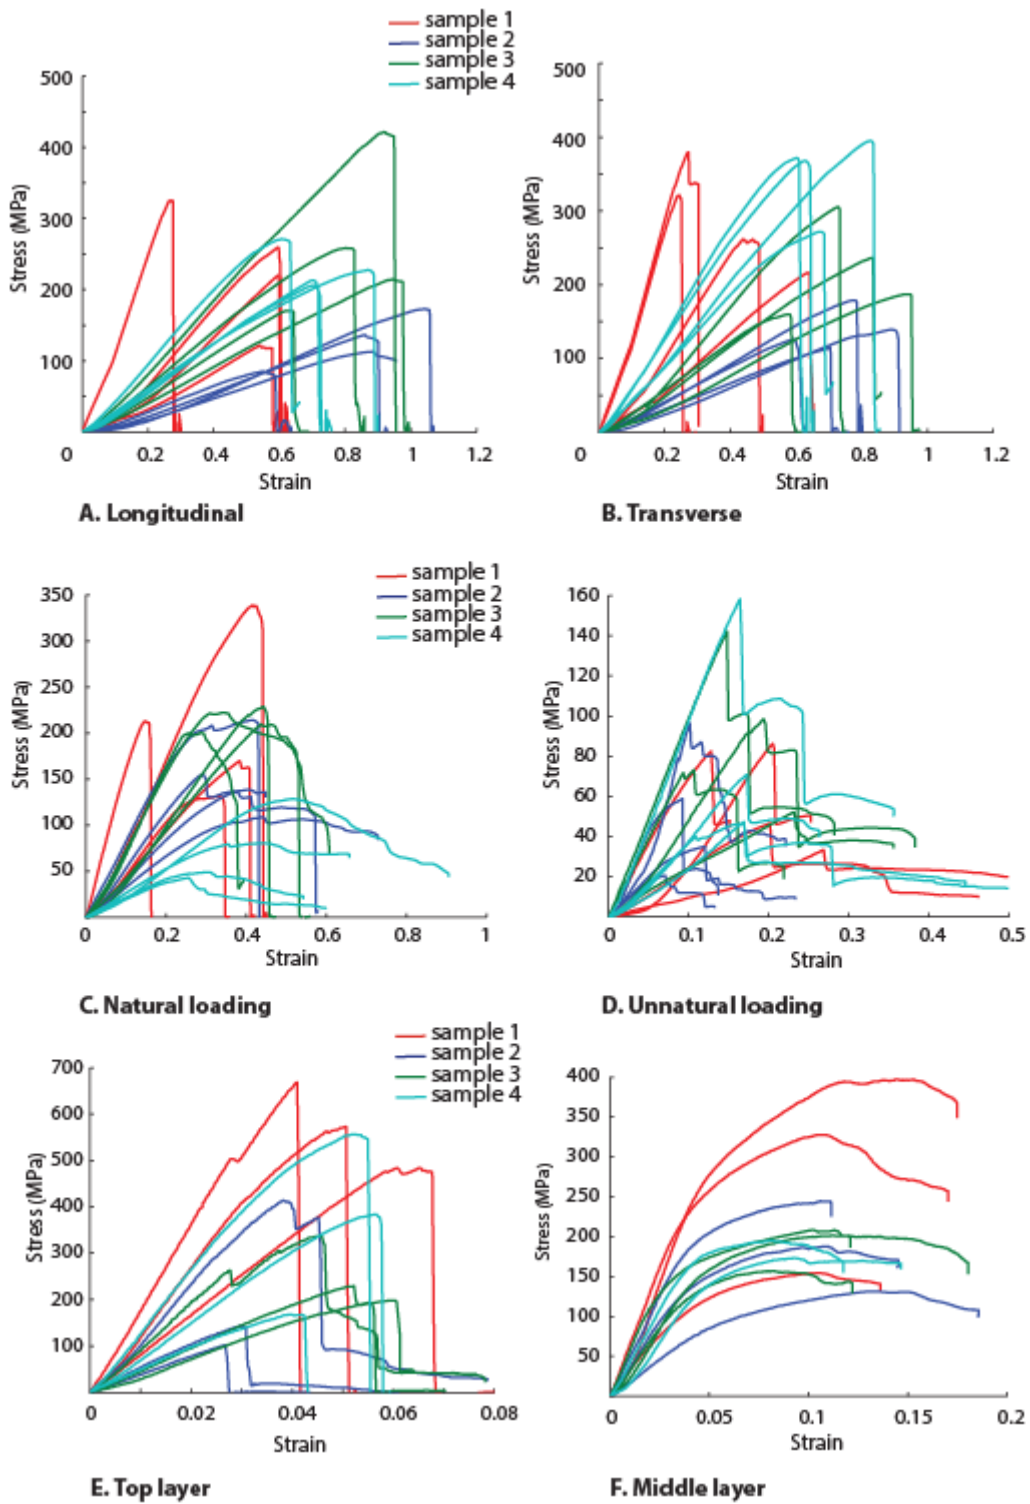 sample 1
sample 2
sample 3
sample 4
500
400
300
200
100
Stress (MPa)
0
0.2
0.4
0.6
0.8
1
1.2
Strain
A. Longitudinal
500
400
300
200
100
Stress (MPa)
0
0.2
0.4
0.6
0.8
1
1.2
Strain
B. Transverse
sample 1
sample 2
sample 3
sample 4
350
300
250
200
150
100
50
Stress (MPa)
0
0.2
0.4
0.6
0.8
1
Strain
C. Natural loading
160
140
120
100
80
60
40
20
Stress (MPa)
0
0.1
0.2
0.3
0.4
0.5
Strain
D. Unnatural loading
sample 1
sample 2
sample 3
sample 4
700
600
500
400
300
200
100
Stress (MPa)
0
0.02
0.04
0.06
0.08
Strain
E. Top layer
400
350
300
250
200
150
100
50
Stress (MPa)
0
0.05
0.1
0.15
0.2
Strain
F. Middle layer